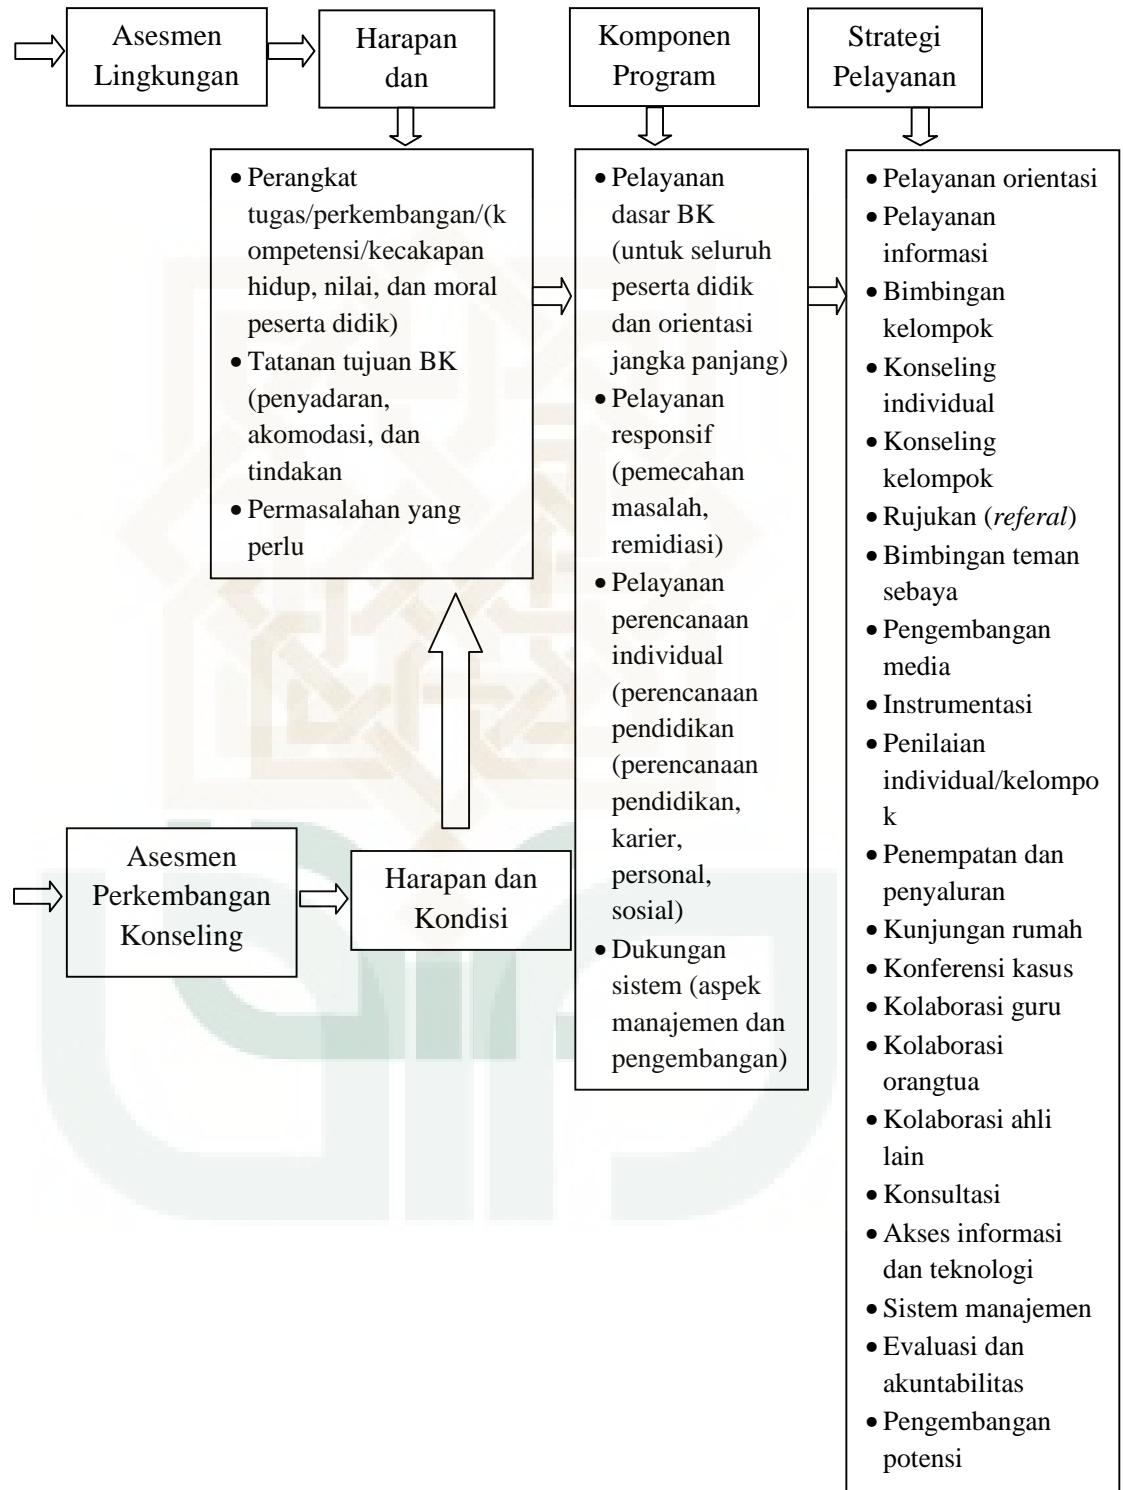 Asesmen
Lingkungan
Harapan
dan
Komponen
Program
Strategi
Pelayanan
• Perangkat
tugas/perkembangan/(k
ompetensi/kecakapan
hidup, nilai, dan moral
peserta didik)
• Tatanan tujuan BK
(penyadaran,
akomodasi, dan
tindakan
• Permasalahan yang
perlu
• Pelayanan
dasar BK
(untuk seluruh
peserta didik
dan orientasi
jangka panjang)
• Pelayanan
responsif
(pemecahan
masalah,
remidiasi)
• Pelayanan
perencanaan
individual
(perencanaan
pendidikan
(perencanaan
pendidikan,
karier,
personal,
sosial)
• Dukungan
sistem (aspek
manajemen dan
pengembangan)
• Pelayanan orientasi
• Pelayanan
informasi
• Bimbingan
kelompok
• Konseling
individual
• Konseling
kelompok
• Rujukan (referal)
• Bimbingan teman
sebaya
• Pengembangan
media
• Instrumentasi
• Penilaian
individual/kelompo
k
• Penempatan dan
penyaluran
• Kunjungan rumah
• Konferensi kasus
• Kolaborasi guru
• Kolaborasi
orangtua
• Kolaborasi ahli
lain
• Konsultasi
• Akses informasi
dan teknologi
• Sistem manajemen
• Evaluasi dan
akuntabilitas
• Pengembangan
potensi
Asesmen
Perkembangan
Konseling
Harapan dan
Kondisi